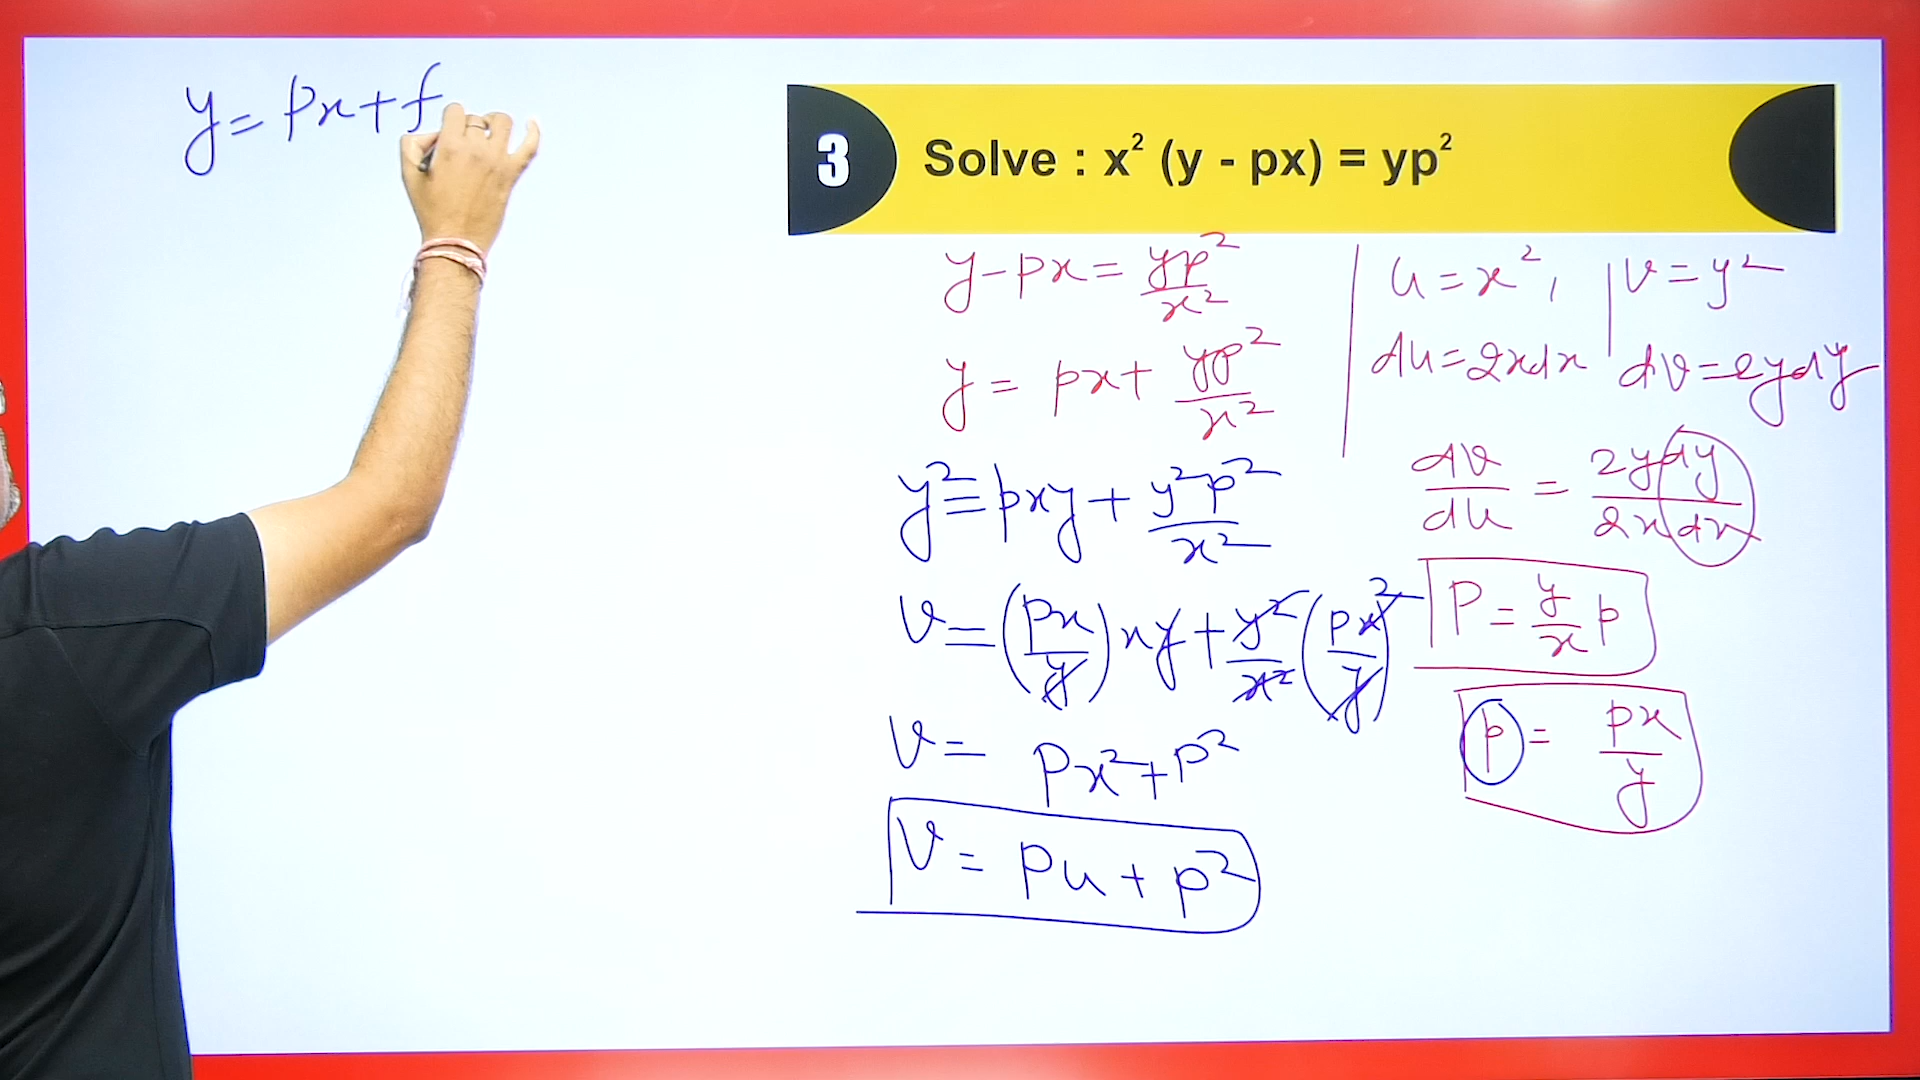 y = px + f
3 Solve : x² (y - px) = yp²
y - px = yp²/x²
y = px + yp²/x²
y² = pxy + y²p²/x²
v = (px/y) xy + y²/x² (px/y)²
v = Px² + P²
v = Pu + P²
u = x², | v = y²
du = 2xdx | dv = 2ydy
dv/du = 2ydy/2xdx
P = y/x p
p = px/y